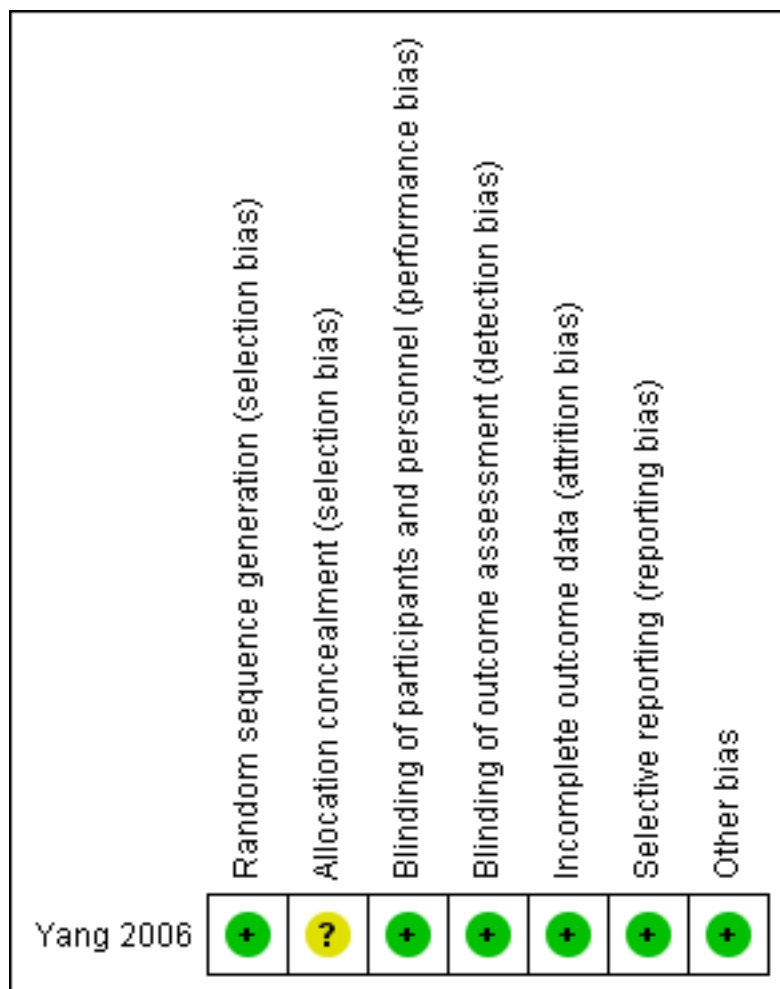 Random sequence generation (selection bias)
Allocation concealment (selection bias)
Blinding of participants and personnel (performance bias)
Blinding of outcome assessment (detection bias)
Incomplete outcome data (attrition bias)
Selective reporting (reporting bias)
Other bias
Yang 2006 + ? + + + + +